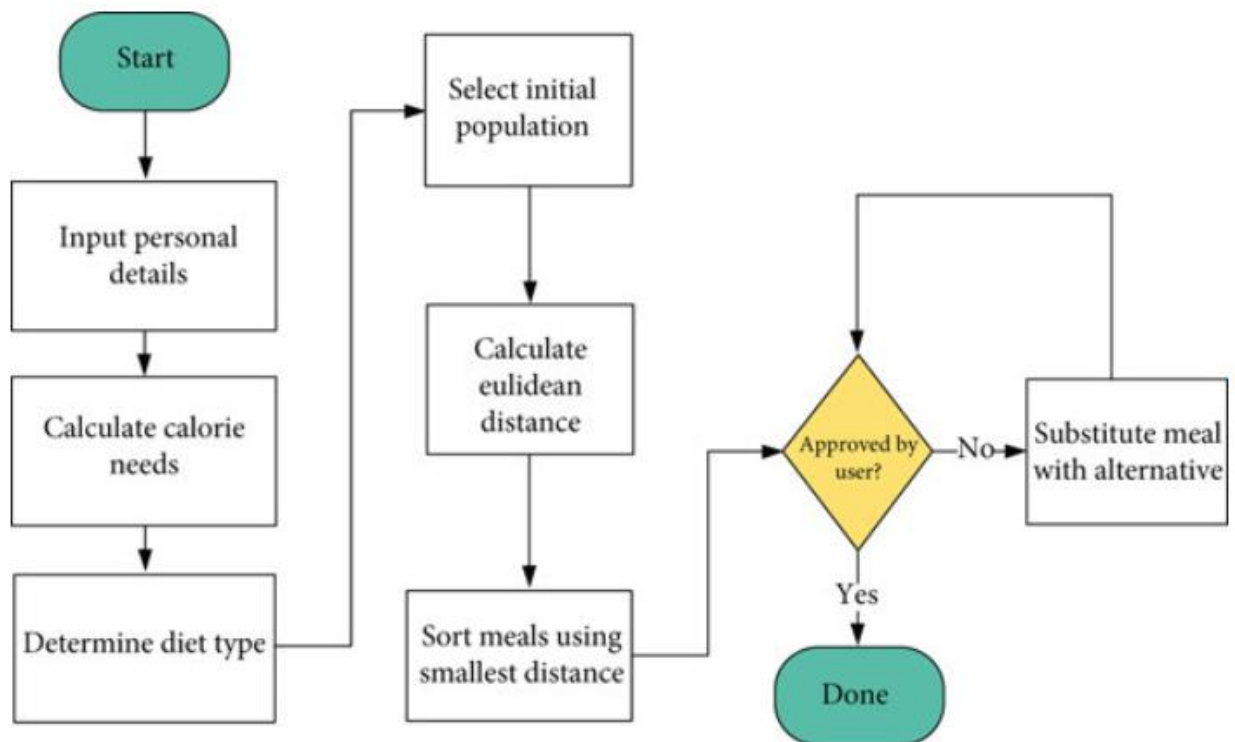 Start
Input personal
details
Calculate calorie
needs
Determine diet type
Select initial
population
Calculate
eulidean
distance
Sort meals using
smallest distance
Approved by
user?
No
Substitute meal
with alternative
Yes
Done